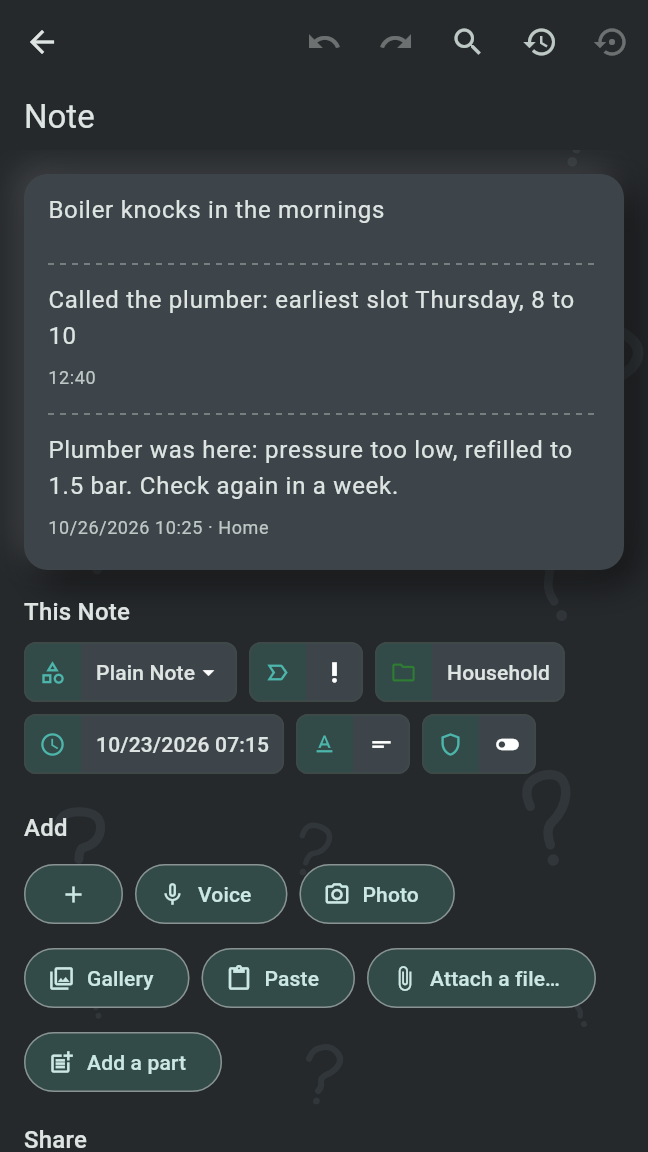 Note
Boiler knocks in the mornings
Called the plumber: earliest slot Thursday, 8 to
10
12:40
Plumber was here: pressure too low, refilled to
1.5 bar. Check again in a week.
10/26/2026 10:25 · Home
This Note
Plain Note
!
Household
10/23/2026 07:15
A
Add
+
Voice
Photo
Gallery
Paste
Attach a file…
Add a part
Share